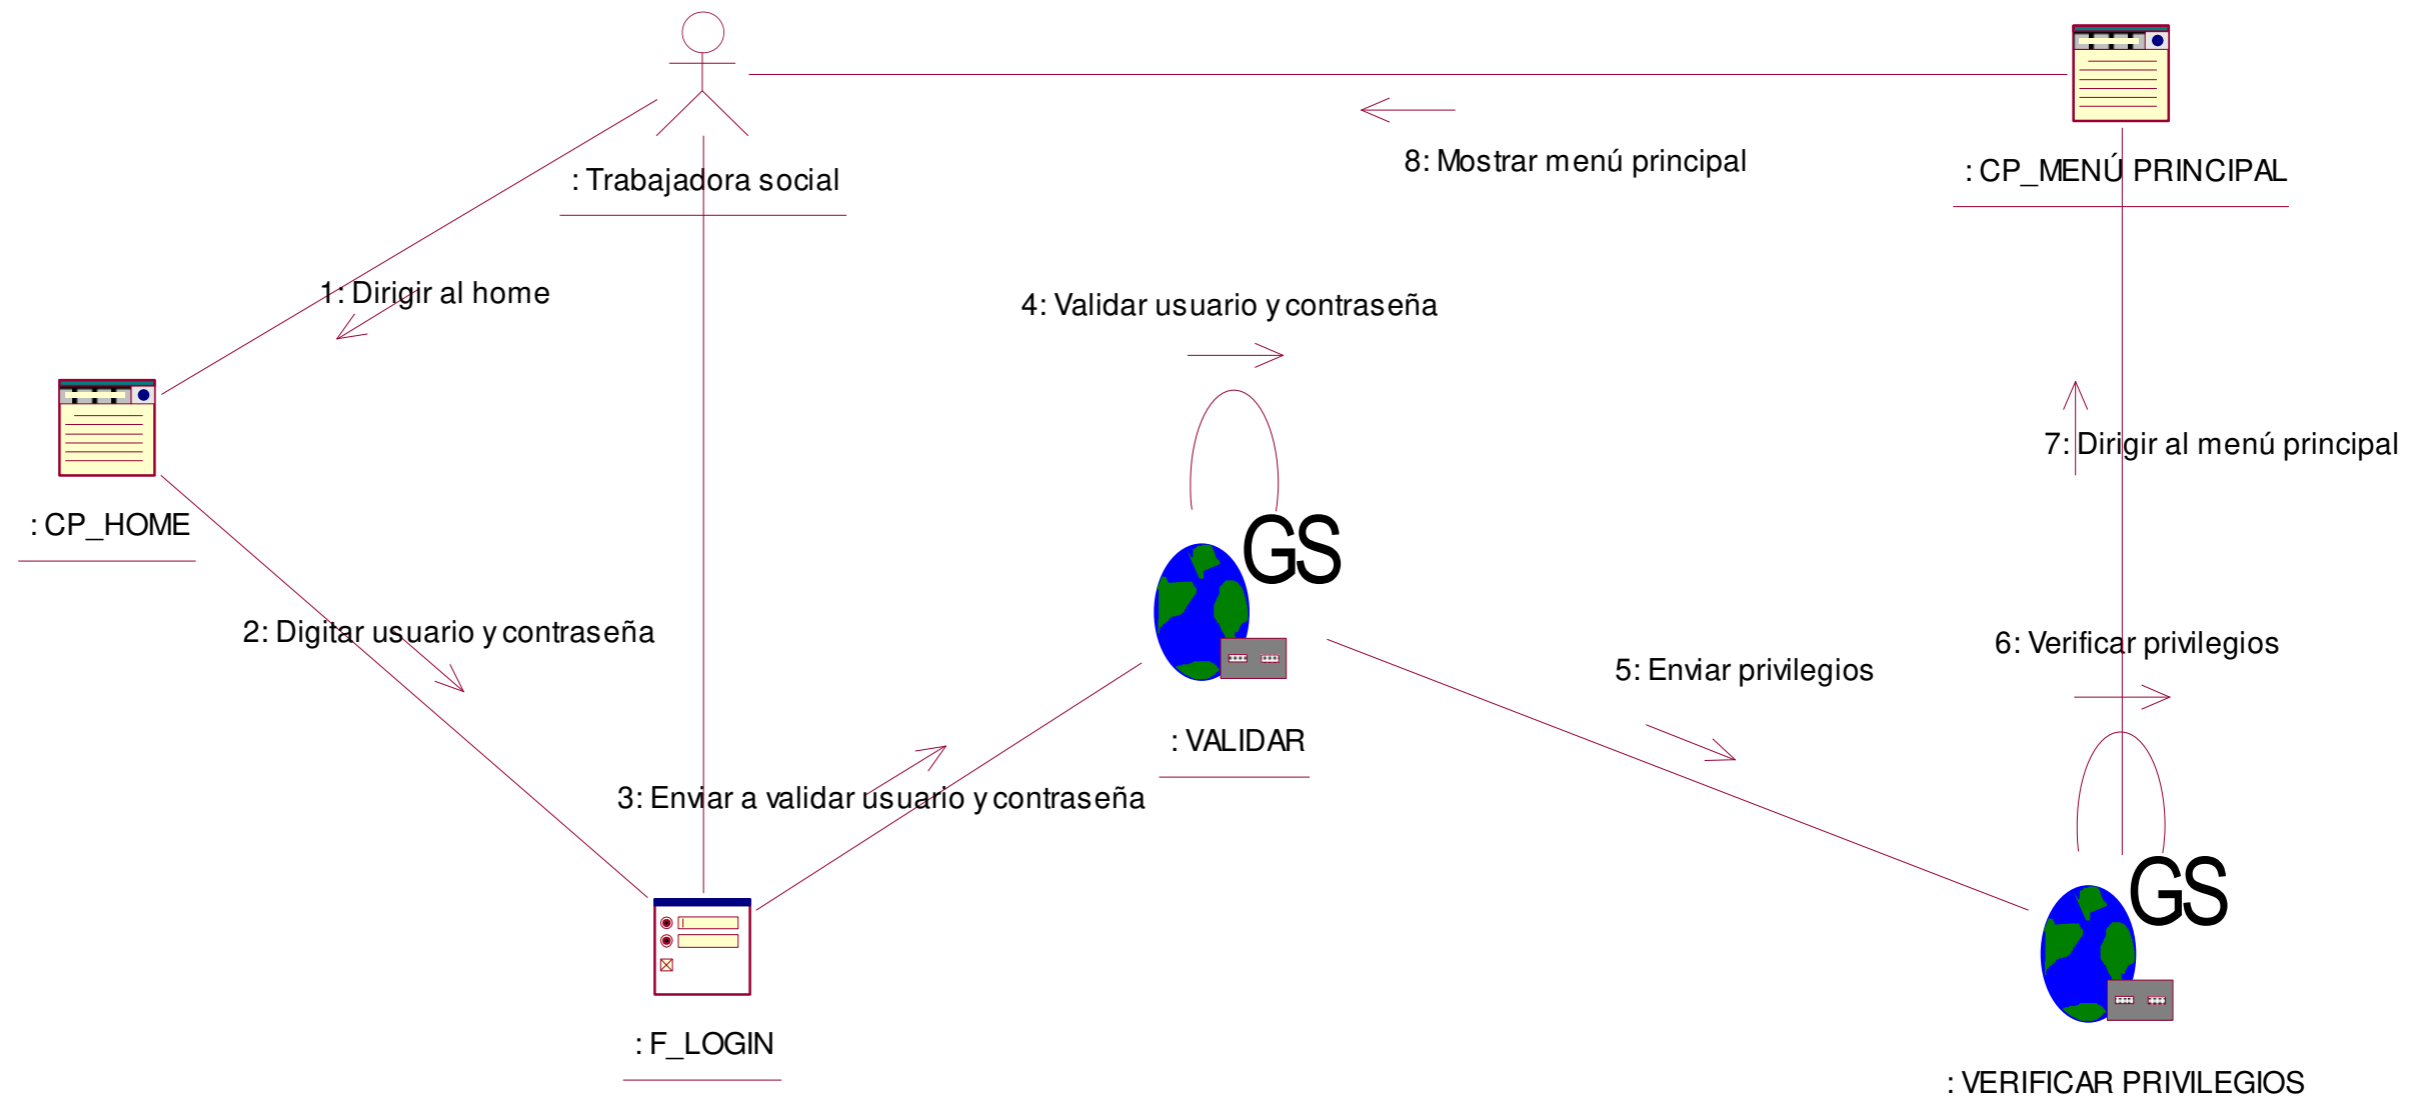 : Trabajadora social
8: Mostrar menú principal
: CP_MENÚ PRINCIPAL
1: Dirigir al home
4: Validar usuario y contraseña
7: Dirigir al menú principal
: CP_HOME
GS
2: Digitar usuario y contraseña
6: Verificar privilegios
5: Enviar privilegios
: VALIDAR
3: Enviar a validar usuario y contraseña
GS
: F_LOGIN
: VERIFICAR PRIVILEGIOS